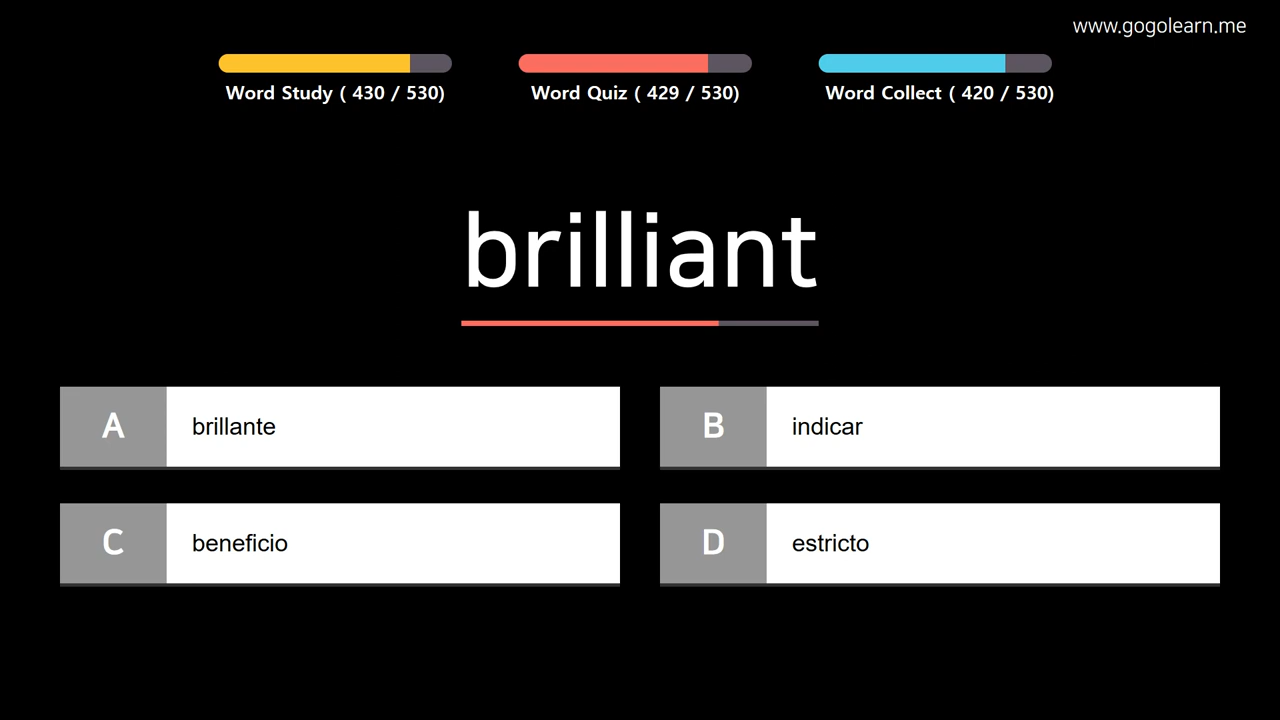 www.gogolearn.me
Word Study ( 430 / 530)
Word Quiz ( 429 / 530)
Word Collect ( 420 / 530)
brilliant
A brillante
B indicar
C beneficio
D estricto